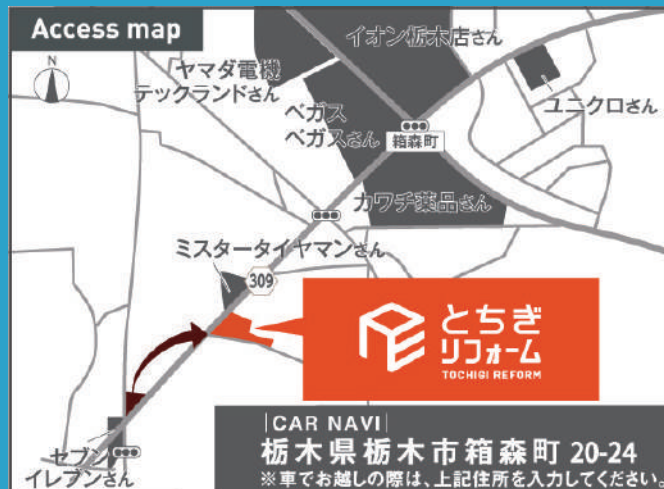 Access map
イオン栃木店さん
N
ヤマダ電機
テックランドさん
ユニクロさん
ベガス
ベガスさん
箱森町
カワチ薬品さん
ミスタータイヤマンさん
309
とちぎ
リフォーム
TOCHIGI REFORM
CAR NAVI
栃木県栃木市箱森町 20-24
セブン
イレブンさん
※車でお越しの際は、上記住所を入力してください。